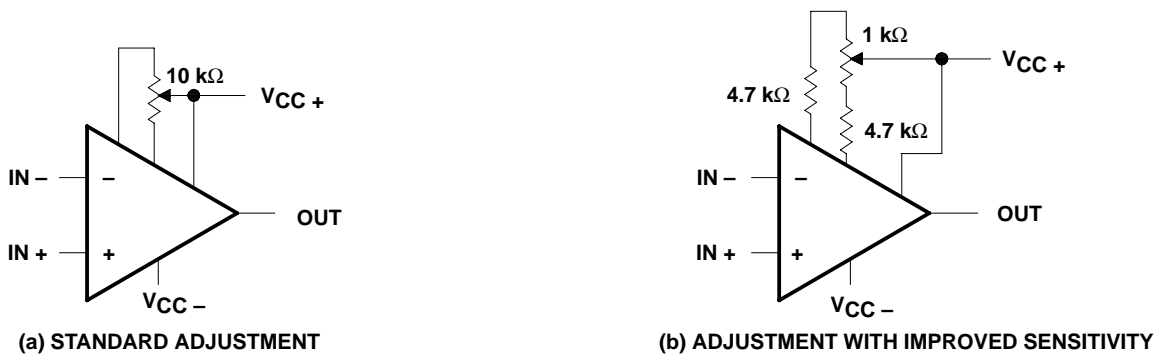 10 kΩ
VCC +
IN –
–
IN +
+
OUT
VCC –
(a) STANDARD ADJUSTMENT
1 kΩ
VCC +
4.7 kΩ
4.7 kΩ
IN –
–
IN +
+
OUT
VCC –
(b) ADJUSTMENT WITH IMPROVED SENSITIVITY